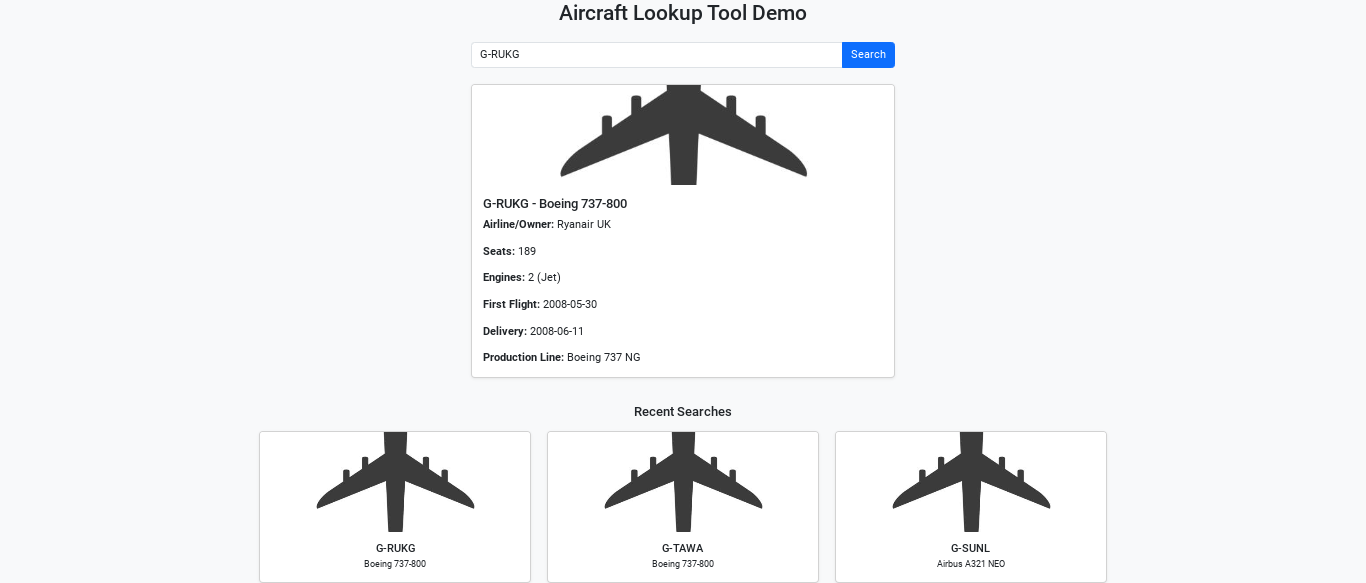 Aircraft Lookup Tool Demo
G-RUKG
Search
G-RUKG - Boeing 737-800
Airline/Owner: Ryanair UK
Seats: 189
Engines: 2 (Jet)
First Flight: 2008-05-30
Delivery: 2008-06-11
Production Line: Boeing 737 NG
Recent Searches
G-RUKG
Boeing 737-800
G-TAWA
Boeing 737-800
G-SUNL
Airbus A321 NEO